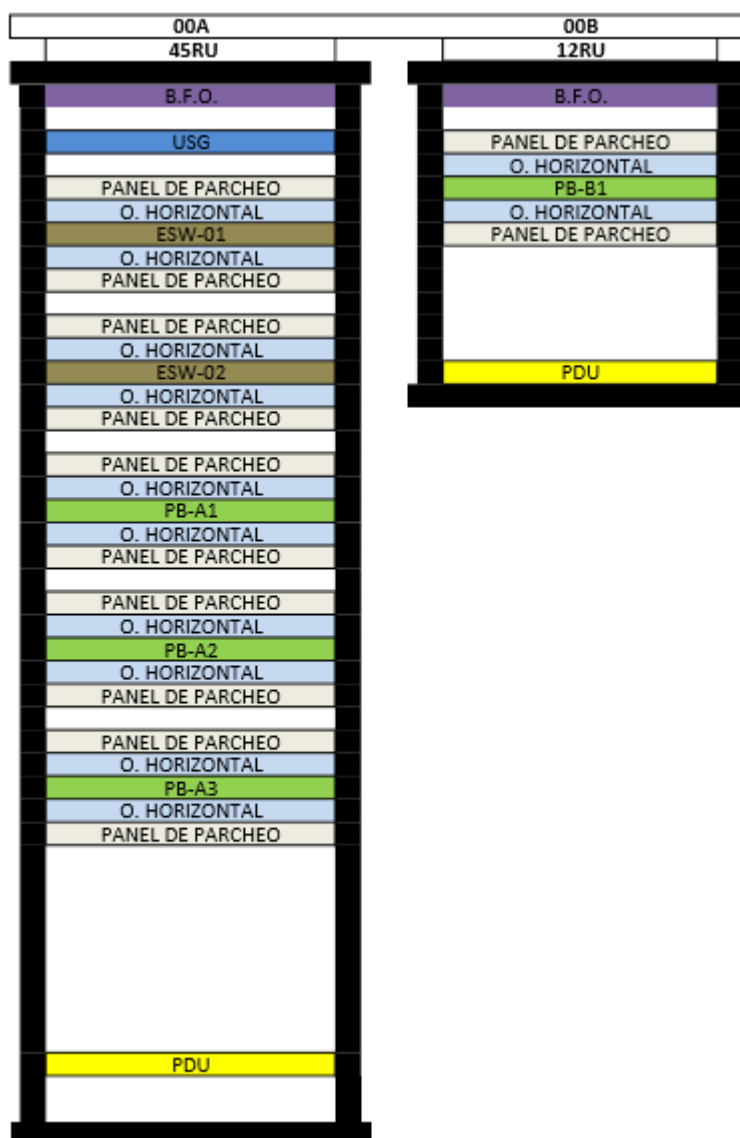 00A
00B
45RU
12RU
B.F.O.
USG
PANEL DE PARCHEO
O. HORIZONTAL
ESW-01
O. HORIZONTAL
PANEL DE PARCHEO
PANEL DE PARCHEO
O. HORIZONTAL
ESW-02
O. HORIZONTAL
PANEL DE PARCHEO
PANEL DE PARCHEO
O. HORIZONTAL
PB-A1
O. HORIZONTAL
PANEL DE PARCHEO
PANEL DE PARCHEO
O. HORIZONTAL
PB-A2
O. HORIZONTAL
PANEL DE PARCHEO
PANEL DE PARCHEO
O. HORIZONTAL
PB-A3
O. HORIZONTAL
PANEL DE PARCHEO
PDU
B.F.O.
PANEL DE PARCHEO
O. HORIZONTAL
PB-B1
O. HORIZONTAL
PANEL DE PARCHEO
PDU